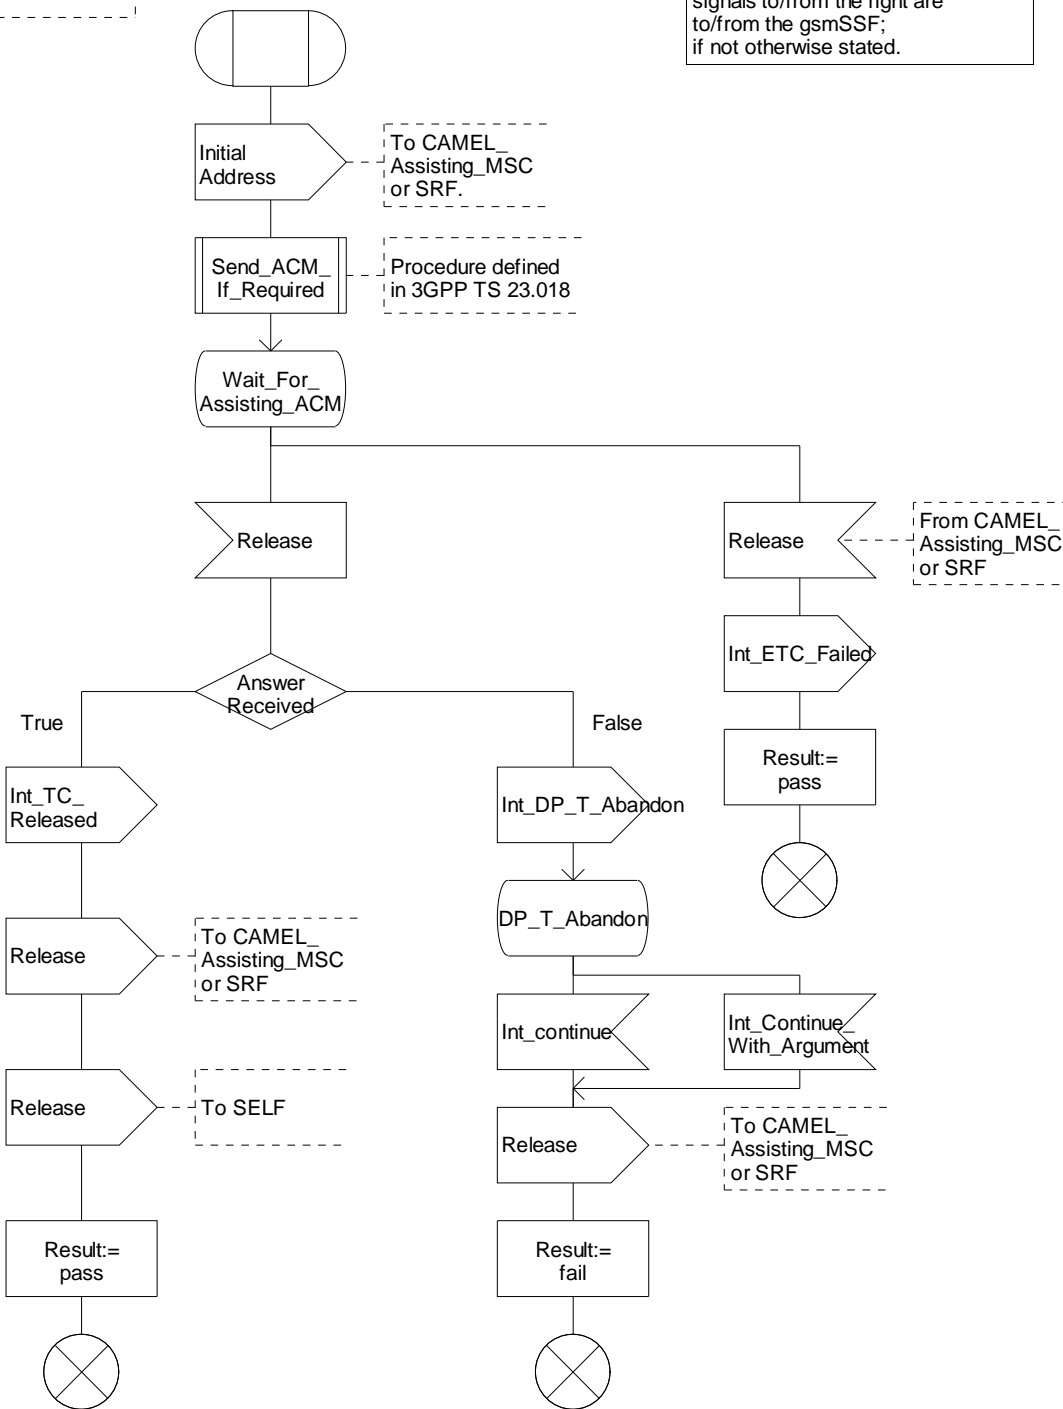 signals to/from the right are
to/from the gsmSSF;
if not otherwise stated.
Initial
Address
To CAMEL_
Assisting_MSC
or SRF.
Send_ACM_
If_Required
Procedure defined
in 3GPP TS 23.018
Wait_For_
Assisting_ACM
Release
Release
From CAMEL_
Assisting_MSC
or SRF
Int_ETC_Failed
Answer
Received
True
False
Result:=
pass
Int_TC_
Released
Int_DP_T_Abandon
DP_T_Abandon
Release
To CAMEL_
Assisting_MSC
or SRF
Int_continue
Int_Continue_
With_Argument
Release
To SELF
Release
To CAMEL_
Assisting_MSC
or SRF
Result:=
pass
Result:=
fail